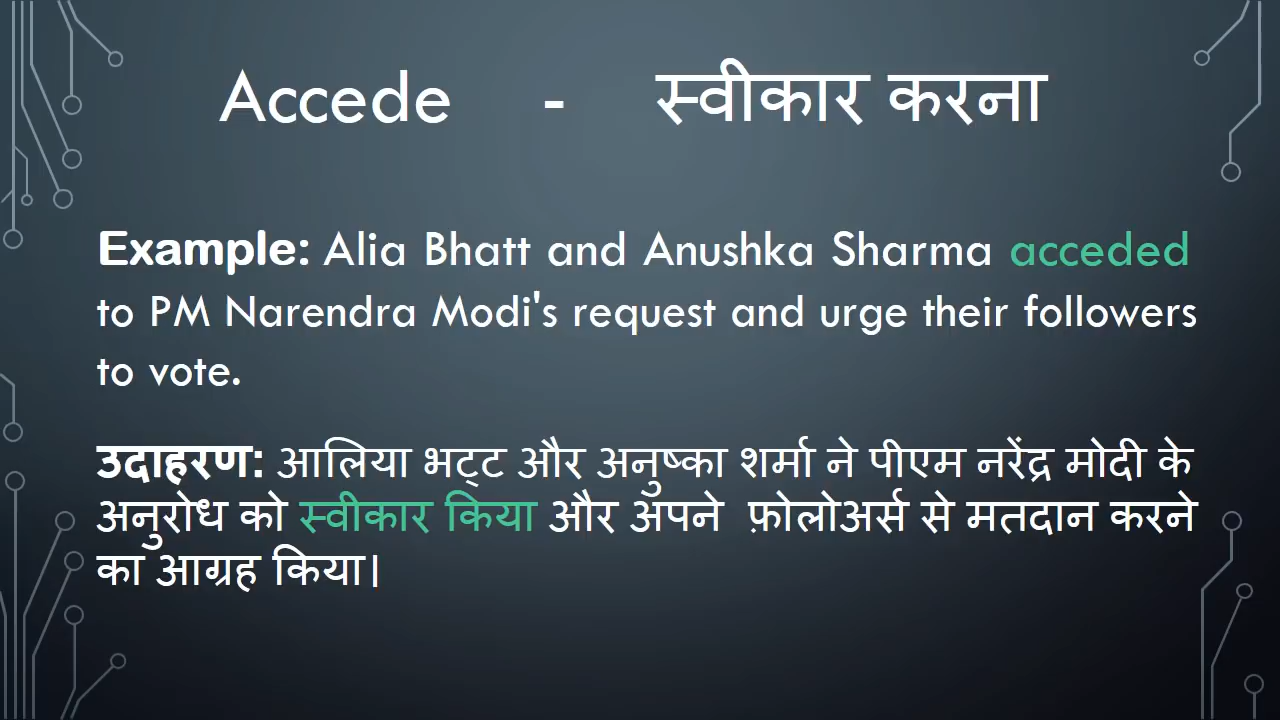 Accede - स्वीकार करना
Example: Alia Bhatt and Anushka Sharma acceded
to PM Narendra Modi's request and urge their followers
to vote.
उदाहरण: आलिया भट्ट और अनुष्का शर्मा ने पीएम नरेंद्र मोदी के
अनुरोध को स्वीकार किया और अपने फ़ोलोअर्स से मतदान करने
का आग्रह किया।